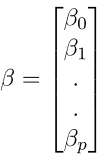 β = [β₀
β₁
.
.
βₚ]